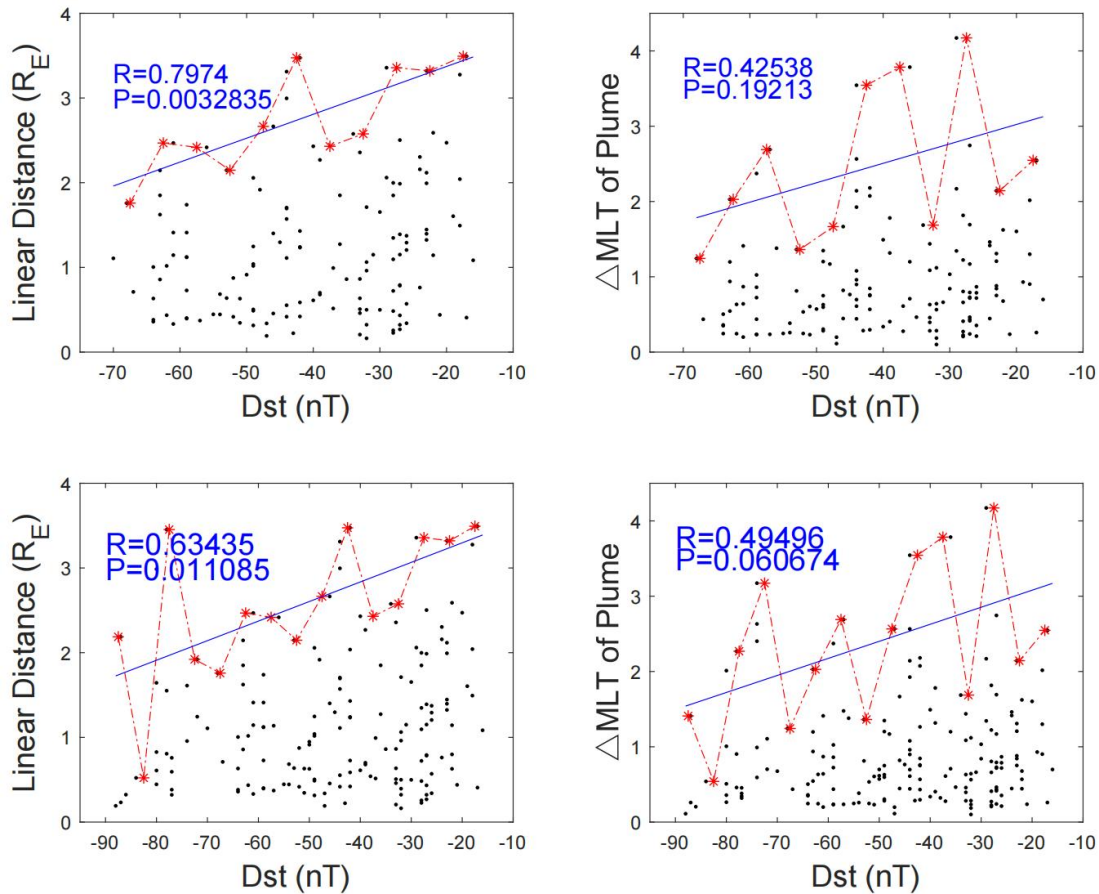 4
3
2
1
0
Linear Distance (R_E)
R=0.7974
P=0.0032835
-70 -60 -50 -40 -30 -20 -10
Dst (nT)
4
3
2
1
0
△MLT of Plume
R=0.42538
P=0.19213
-70 -60 -50 -40 -30 -20 -10
Dst (nT)
4
3
2
1
0
Linear Distance (R_E)
R=0.63435
P=0.011085
-90 -80 -70 -60 -50 -40 -30 -20 -10
Dst (nT)
4
3
2
1
0
△MLT of Plume
R=0.49496
P=0.060674
-90 -80 -70 -60 -50 -40 -30 -20 -10
Dst (nT)